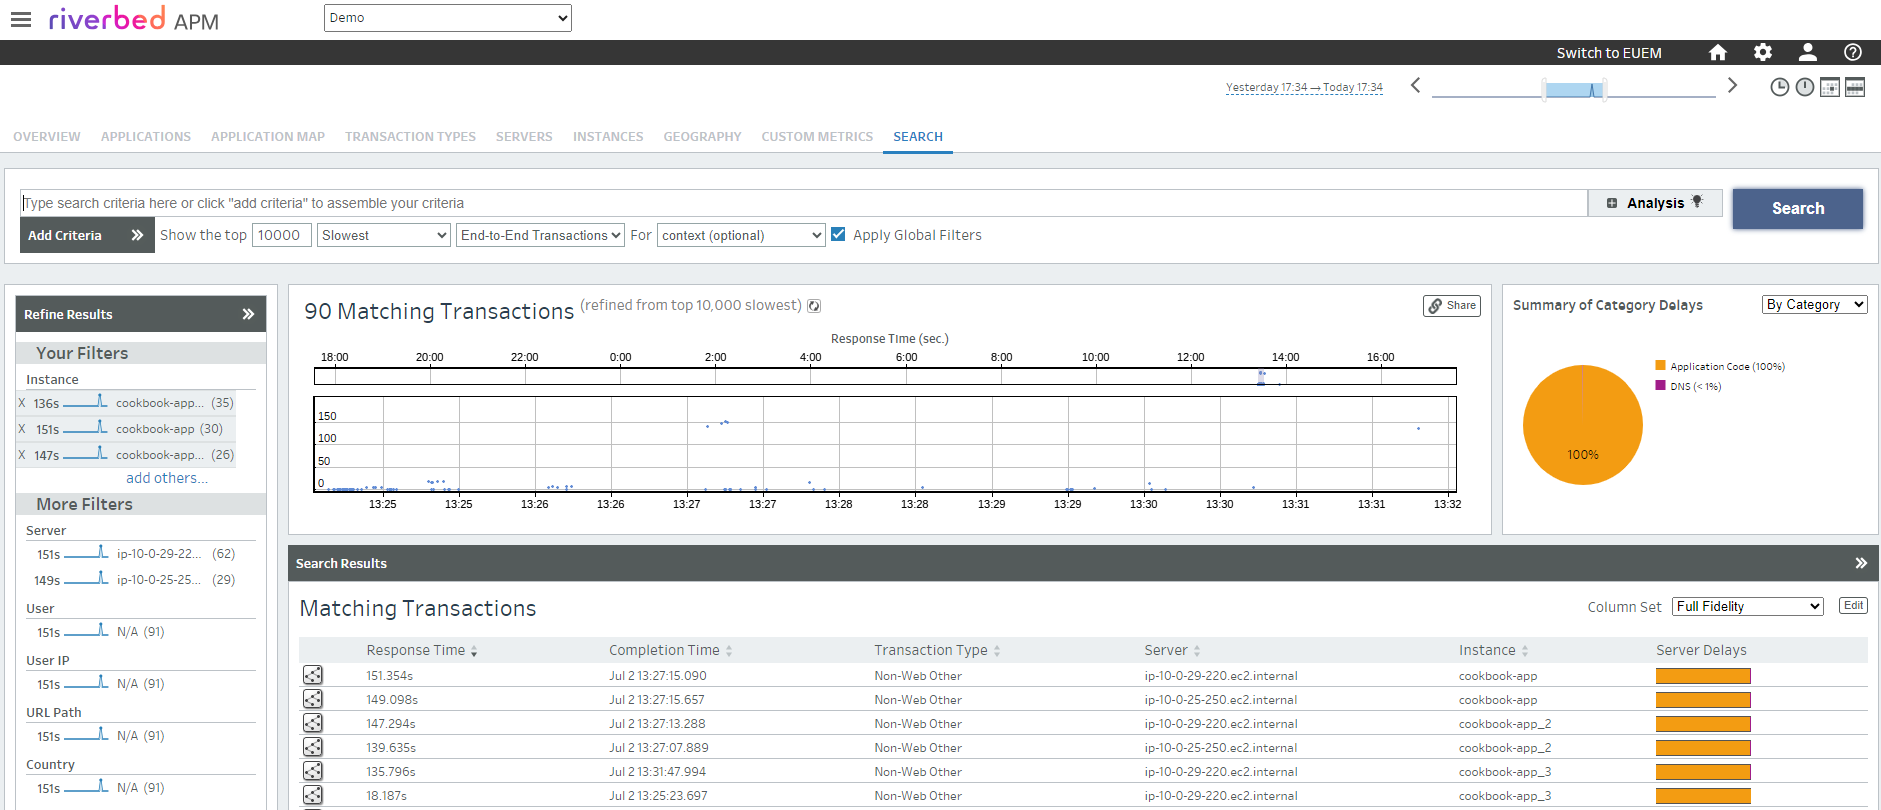 riverbed APM
Demo
Switch to EUEM
Yesterday 17:34 → Today 17:34
OVERVIEW APPLICATIONS APPLICATION MAP TRANSACTION TYPES SERVERS INSTANCES GEOGRAPHY CUSTOM METRICS SEARCH
Type search criteria here or click "add criteria" to assemble your criteria
Analysis
Search
Add Criteria
Show the top 10000 Slowest End-to-End Transactions For context (optional) Apply Global Filters
Refine Results
Your Filters
Instance
X 136s cookbook-app... (35)
X 151s cookbook-app (30)
X 147s cookbook-app... (26)
add others...
More Filters
Server
151s ip-10-0-29-22... (62)
149s ip-10-0-25-25... (29)
User
151s N/A (91)
User IP
151s N/A (91)
URL Path
151s N/A (91)
Country
151s N/A (91)
90 Matching Transactions (refined from top 10,000 slowest)
Share
Response Time (sec.)
18:00 20:00 22:00 0:00 2:00 4:00 6:00 8:00 10:00 12:00 14:00 16:00
150
100
50
0
13:25 13:25 13:26 13:26 13:27 13:27 13:28 13:28 13:29 13:29 13:30 13:30 13:31 13:31 13:32
Summary of Category Delays
By Category
Application Code (100%)
DNS (< 1%)
100%
Search Results
Matching Transactions
Column Set Full Fidelity Edit
Response Time Completion Time Transaction Type Server Instance Server Delays
151.354s Jul 2 13:27:15.090 Non-Web Other ip-10-0-29-220.ec2.internal cookbook-app
149.098s Jul 2 13:27:15.657 Non-Web Other ip-10-0-25-250.ec2.internal cookbook-app
147.294s Jul 2 13:27:13.288 Non-Web Other ip-10-0-29-220.ec2.internal cookbook-app_2
139.635s Jul 2 13:27:07.889 Non-Web Other ip-10-0-25-250.ec2.internal cookbook-app_2
135.796s Jul 2 13:31:47.994 Non-Web Other ip-10-0-29-220.ec2.internal cookbook-app_3
18.187s Jul 2 13:25:23.697 Non-Web Other ip-10-0-29-220.ec2.internal cookbook-app_3